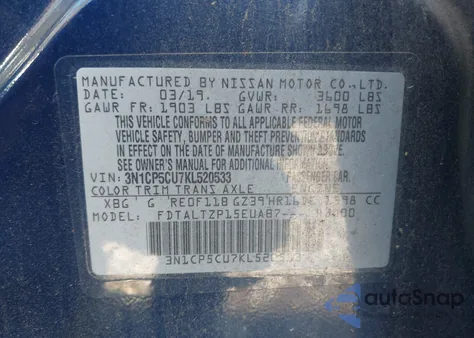 MANUFACTURED BY NISSAN MOTOR CO.,LTD.
DATE: 03/19. GVWR: 3600 LBS
GAWR FR: 1903 LBS GAWR RR: 1698 LBS
THIS VEHICLE CONFORMS TO ALL APPLICABLE FEDERAL MOTOR
VEHICLE SAFETY, BUMPER AND THEFT PREVENTION STANDARDS
IN EFFECT ON THE DATE OF MANUFACTURE SHOWN
SEE OWNER'S MANUAL FOR ADDITIONAL INFORMATION.
VIN: 3N1CP5CU7KL520533 PASSENGER CAR.
COLOR TRIM TRANS AXLE ENGINE
XBG G RE0F11B GZ39 1598 CC
MODEL:
3N1CP5CU7KL520533
autoSnap